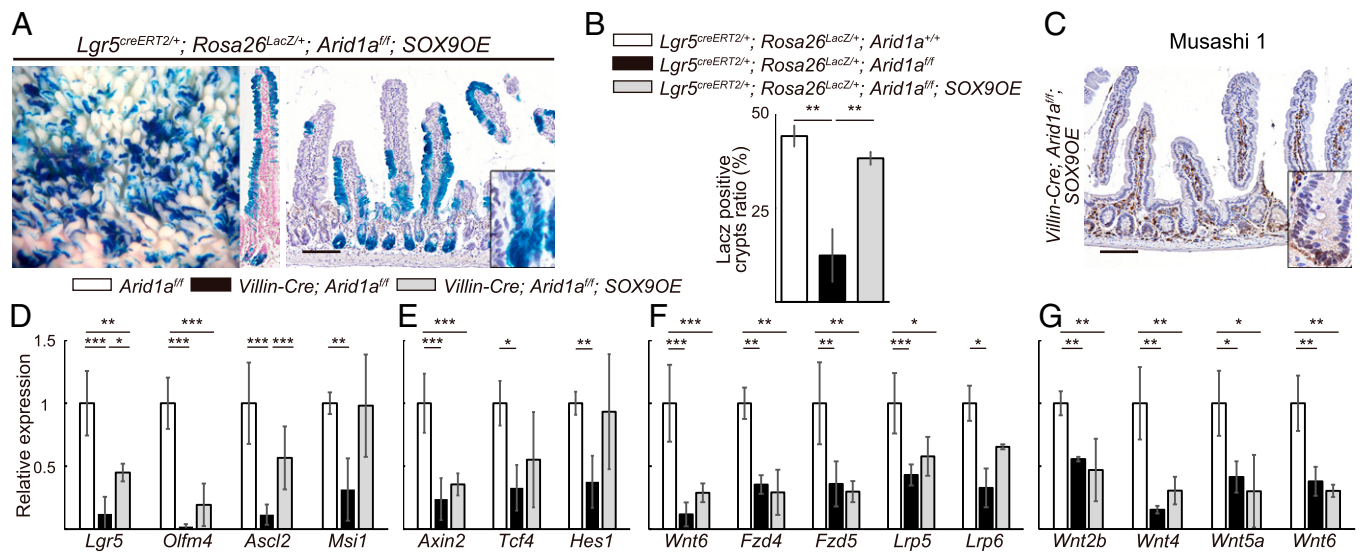 A
Lgr5creERT2/+; Rosa26LacZ/+; Arid1af/f; SOX9OE
B
Lgr5creERT2/+; Rosa26LacZ/+; Arid1a+/+
Lgr5creERT2/+; Rosa26LacZ/+; Arid1af/f
Lgr5creERT2/+; Rosa26LacZ/+; Arid1af/f; SOX9OE
** **
50
25
Lacz positive
crypts ratio (%)
C
Musashi 1
Villin-Cre; Arid1af/f;
SOX9OE
Arid1af/f Villin-Cre; Arid1af/f Villin-Cre; Arid1af/f; SOX9OE
D
** ***
*** * *** *** *** **
1.5
1
0.5
Relative expression
Lgr5 Olfm4 Ascl2 Msi1
E
***
*** * **
Axin2 Tcf4 Hes1
F
*** ** ** *
*** ** ** *** *
Wnt6 Fzd4 Fzd5 Lrp5 Lrp6
G
** ** * **
** ** * **
Wnt2b Wnt4 Wnt5a Wnt6